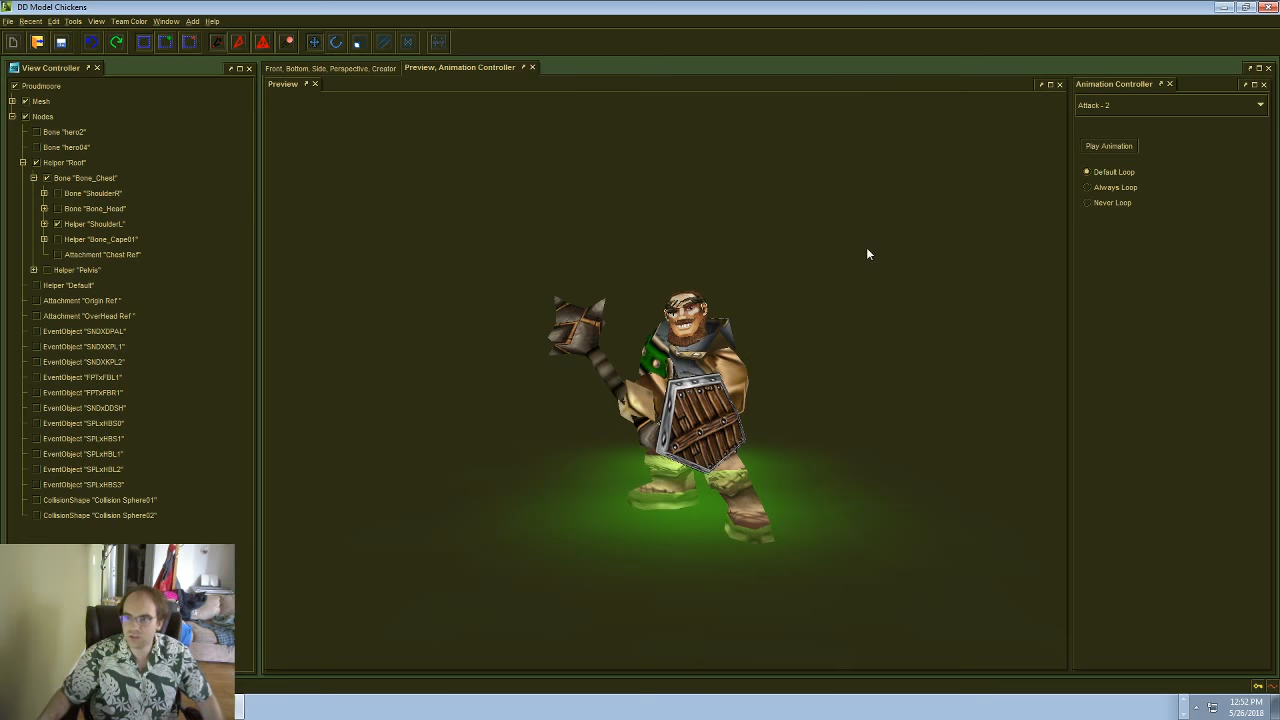 DD Model Chickens
File Recent Edit Tools View Team Color Window Add Help
View Controller
Front, Bottom, Side, Perspective, Creator
Preview, Animation Controller
Preview
Animation Controller
Proudmoore
Mesh
Nodes
Bone "hero2"
Bone "hero04"
Helper "Root"
Bone "Bone_Chest"
Bone "ShoulderR"
Bone "Bone_Head"
Helper "ShoulderL"
Helper "Bone_Cape01"
Attachment "Chest Ref"
Helper "Pelvis"
Helper "Default"
Attachment "Origin Ref "
Attachment "OverHead Ref "
EventObject "SNDXDPAL"
EventObject "SNDXKPL1"
EventObject "SNDXKPL2"
EventObject "FPTxFBL1"
EventObject "FPTxFBR1"
EventObject "SNDxDDSH"
EventObject "SPLxHBS0"
EventObject "SPLxHBS1"
EventObject "SPLxHBL1"
EventObject "SPLxHBL2"
EventObject "SPLxHBS3"
CollisionShape "Collision Sphere01"
CollisionShape "Collision Sphere02"
Attack - 2
Play Animation
Default Loop
Always Loop
Never Loop
12:52 PM
5/26/2018